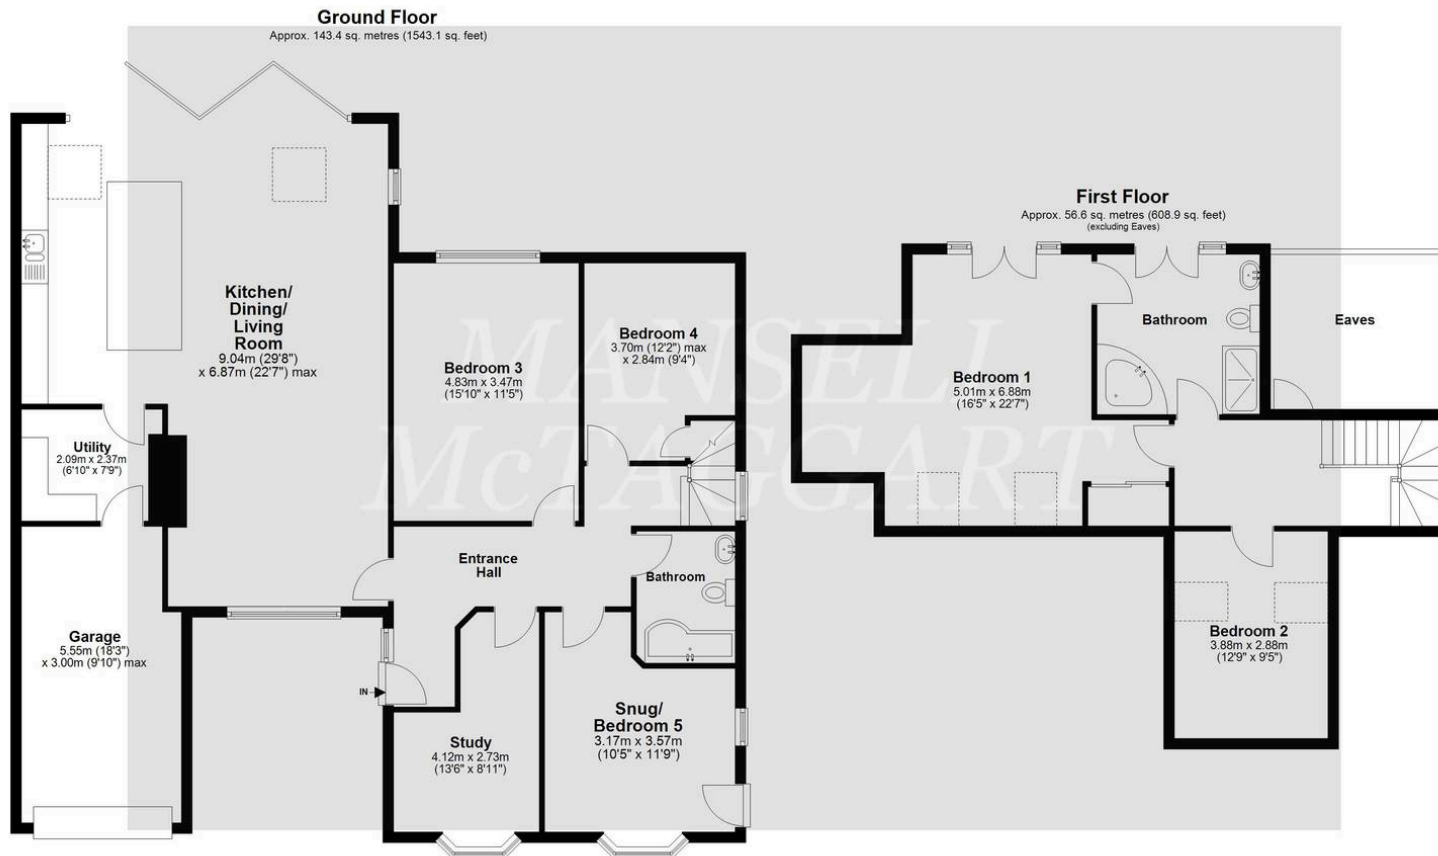 Ground Floor
Approx. 143.4 sq. metres (1543.1 sq. feet)
First Floor
Approx. 56.6 sq. metres (608.9 sq. feet)
(excluding Eaves)
Kitchen/
Dining/
Living
Room
9.04m (29'8")
x 6.87m (22'7") max
Bedroom 3
4.83m x 3.47m
(15'10" x 11'5")
Bedroom 4
3.70m (12'2") max
x 2.84m (9'4")
Bedroom 1
5.01m x 6.88m
(16'5" x 22'7")
Bathroom
Eaves
MANSELL
McTAGGART
Utility
2.09m x 2.37m
(6'10" x 7'9")
Entrance
Hall
Bathroom
Garage
5.55m (18'3")
x 3.00m (9'10") max
IN
Study
4.12m x 2.73m
(13'6" x 8'11")
Snug/
Bedroom 5
3.17m x 3.57m
(10'5" x 11'9")
Bedroom 2
3.88m x 2.88m
(12'9" x 9'5")